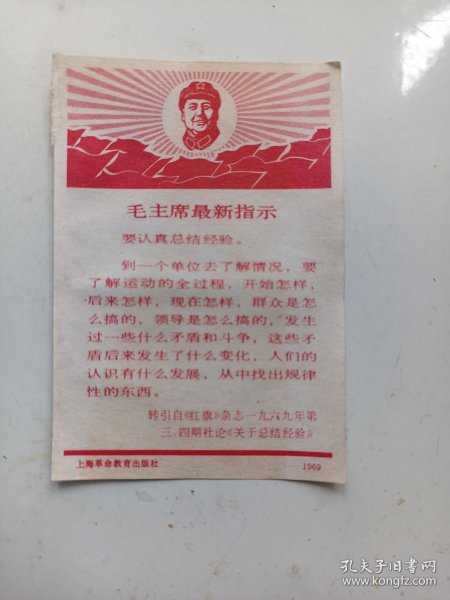 毛主席最新指示
要认真总结经验。
到一个单位去了解情况，要
了解运动的全过程，开始怎样，
后来怎样，现在怎样，群众是怎
么搞的，领导是怎么搞的，发生
过一些什么矛盾和斗争，这些矛
盾后来发生了什么变化，人们的
认识有什么发展，从中找出规律
性的东西。
转引自《红旗》杂志一九六九年第
三、四期社论《关于总结经验》
上海革命教育出版社 1969
孔夫子旧书网
www.kongfz.com